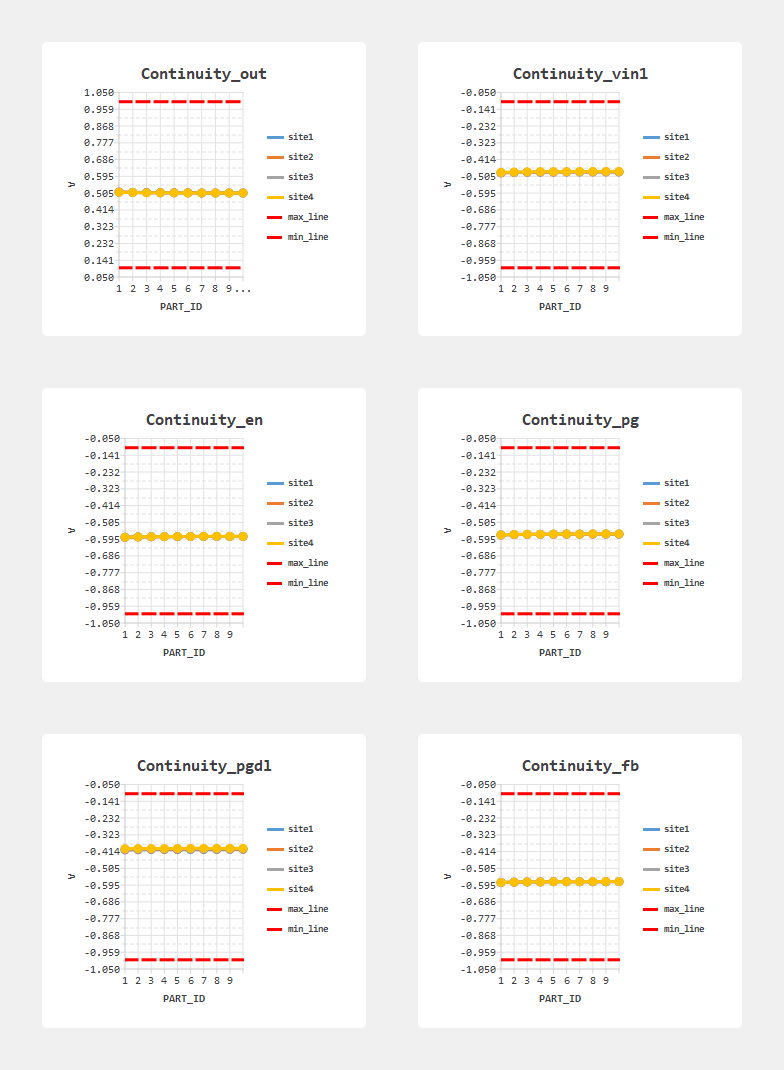 Continuity_out
1.050
0.959
0.868
0.777
0.686
0.595
0.505
0.414
0.323
0.232
0.141
0.050
V
1 2 3 4 5 6 7 8 9...
PART_ID
site1
site2
site3
site4
max_line
min_line
Continuity_vin1
-0.050
-0.141
-0.232
-0.323
-0.414
-0.505
-0.595
-0.686
-0.777
-0.868
-0.959
-1.050
V
1 2 3 4 5 6 7 8 9
PART_ID
site1
site2
site3
site4
max_line
min_line
Continuity_en
-0.050
-0.141
-0.232
-0.323
-0.414
-0.505
-0.595
-0.686
-0.777
-0.868
-0.959
-1.050
V
1 2 3 4 5 6 7 8 9
PART_ID
site1
site2
site3
site4
max_line
min_line
Continuity_pg
-0.050
-0.141
-0.232
-0.323
-0.414
-0.505
-0.595
-0.686
-0.777
-0.868
-0.959
-1.050
V
1 2 3 4 5 6 7 8 9
PART_ID
site1
site2
site3
site4
max_line
min_line
Continuity_pgdl
-0.050
-0.141
-0.232
-0.323
-0.414
-0.505
-0.595
-0.686
-0.777
-0.868
-0.959
-1.050
V
1 2 3 4 5 6 7 8 9
PART_ID
site1
site2
site3
site4
max_line
min_line
Continuity_fb
-0.050
-0.141
-0.232
-0.323
-0.414
-0.505
-0.595
-0.686
-0.777
-0.868
-0.959
-1.050
V
1 2 3 4 5 6 7 8 9
PART_ID
site1
site2
site3
site4
max_line
min_line